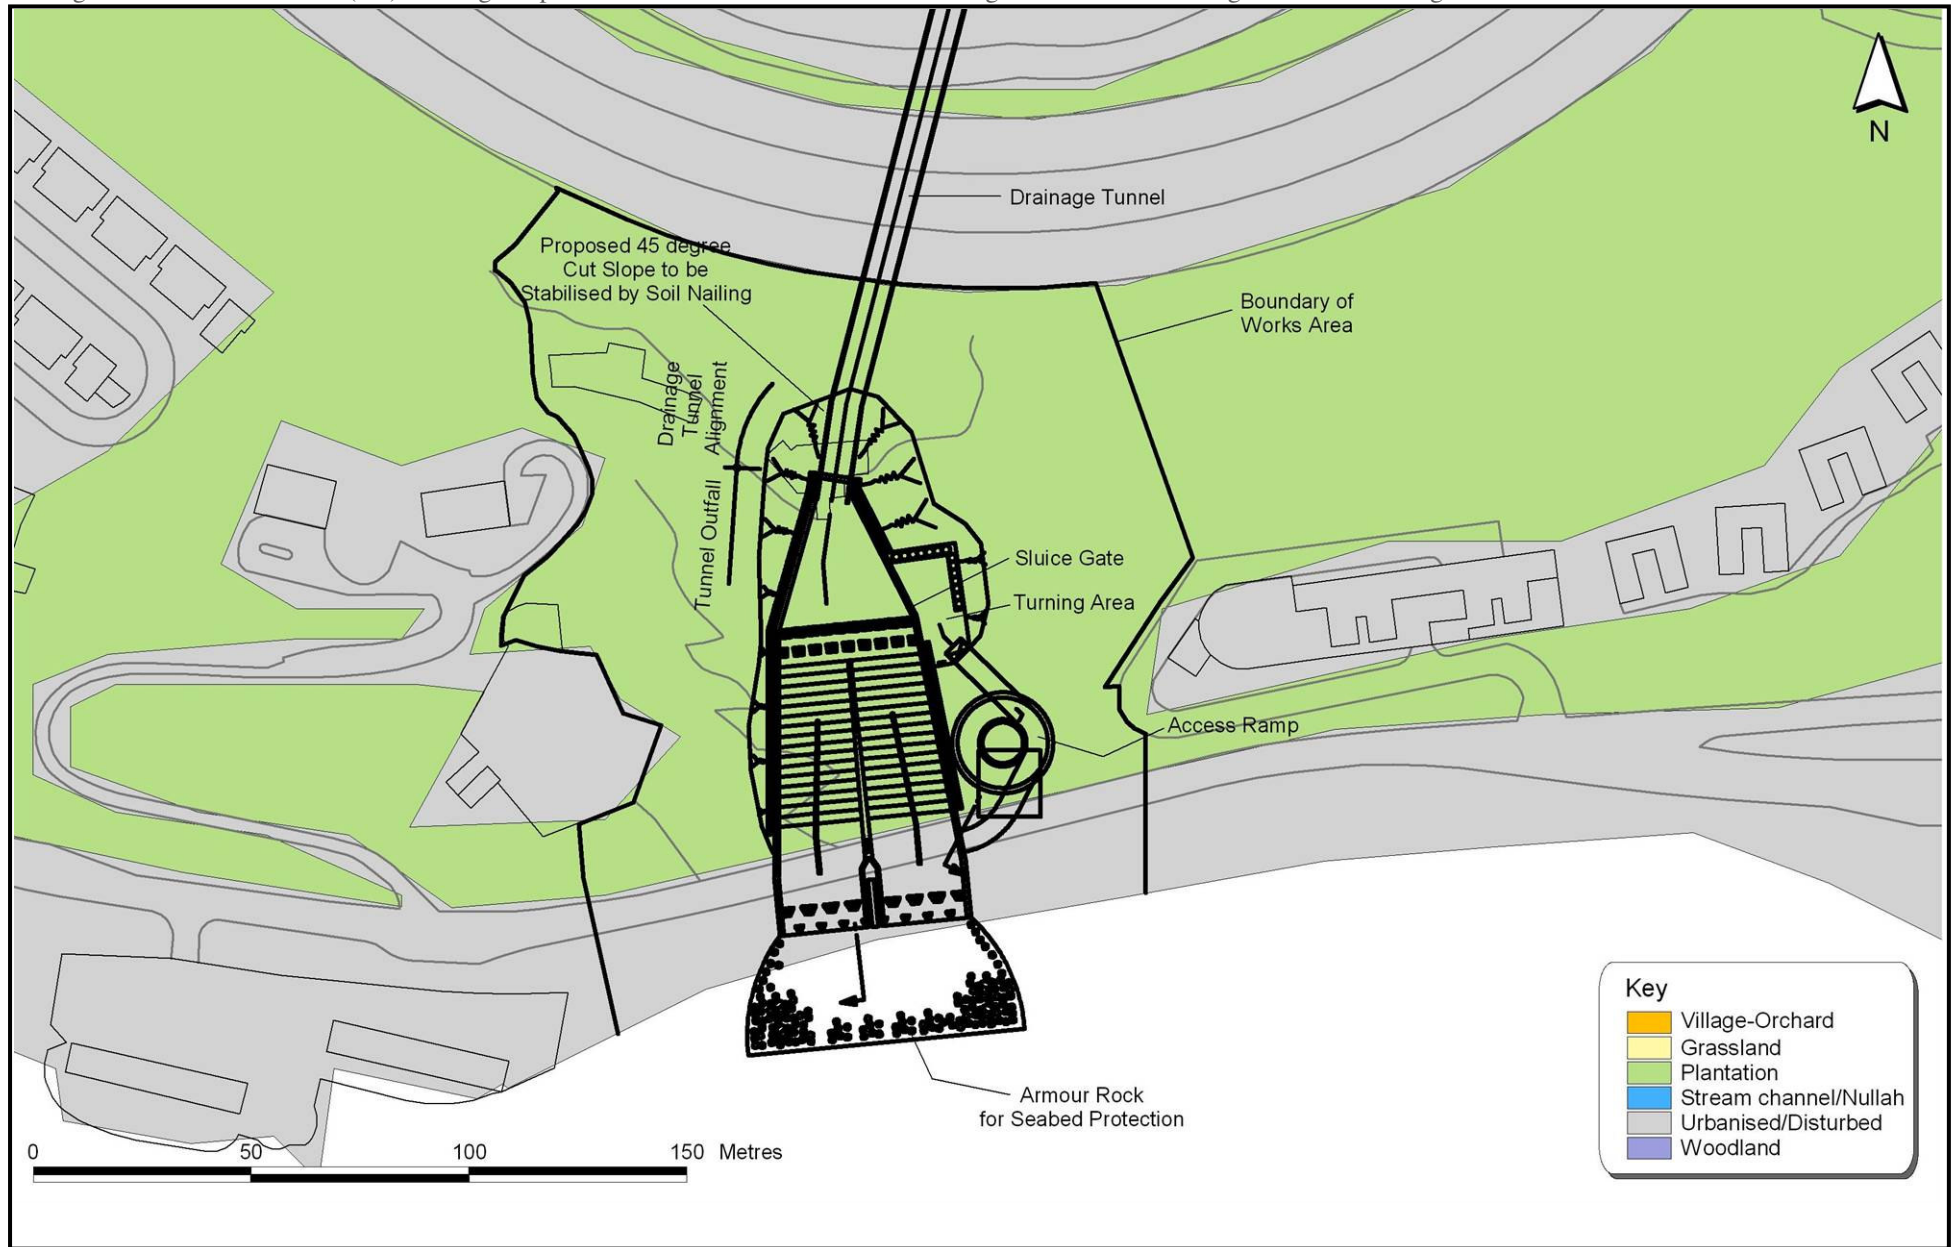 N
Drainage Tunnel
Proposed 45 degree
Cut Slope to be
Stabilised by Soil Nailing
Boundary of
Works Area
Drainage
Tunnel
Alignment
Tunnel Outfall
Sluice Gate
Turning Area
Access Ramp
Armour Rock
for Seabed Protection
0 50 100 150 Metres
Key
Village-Orchard
Grassland
Plantation
Stream channel/Nullah
Urbanised/Disturbed
Woodland